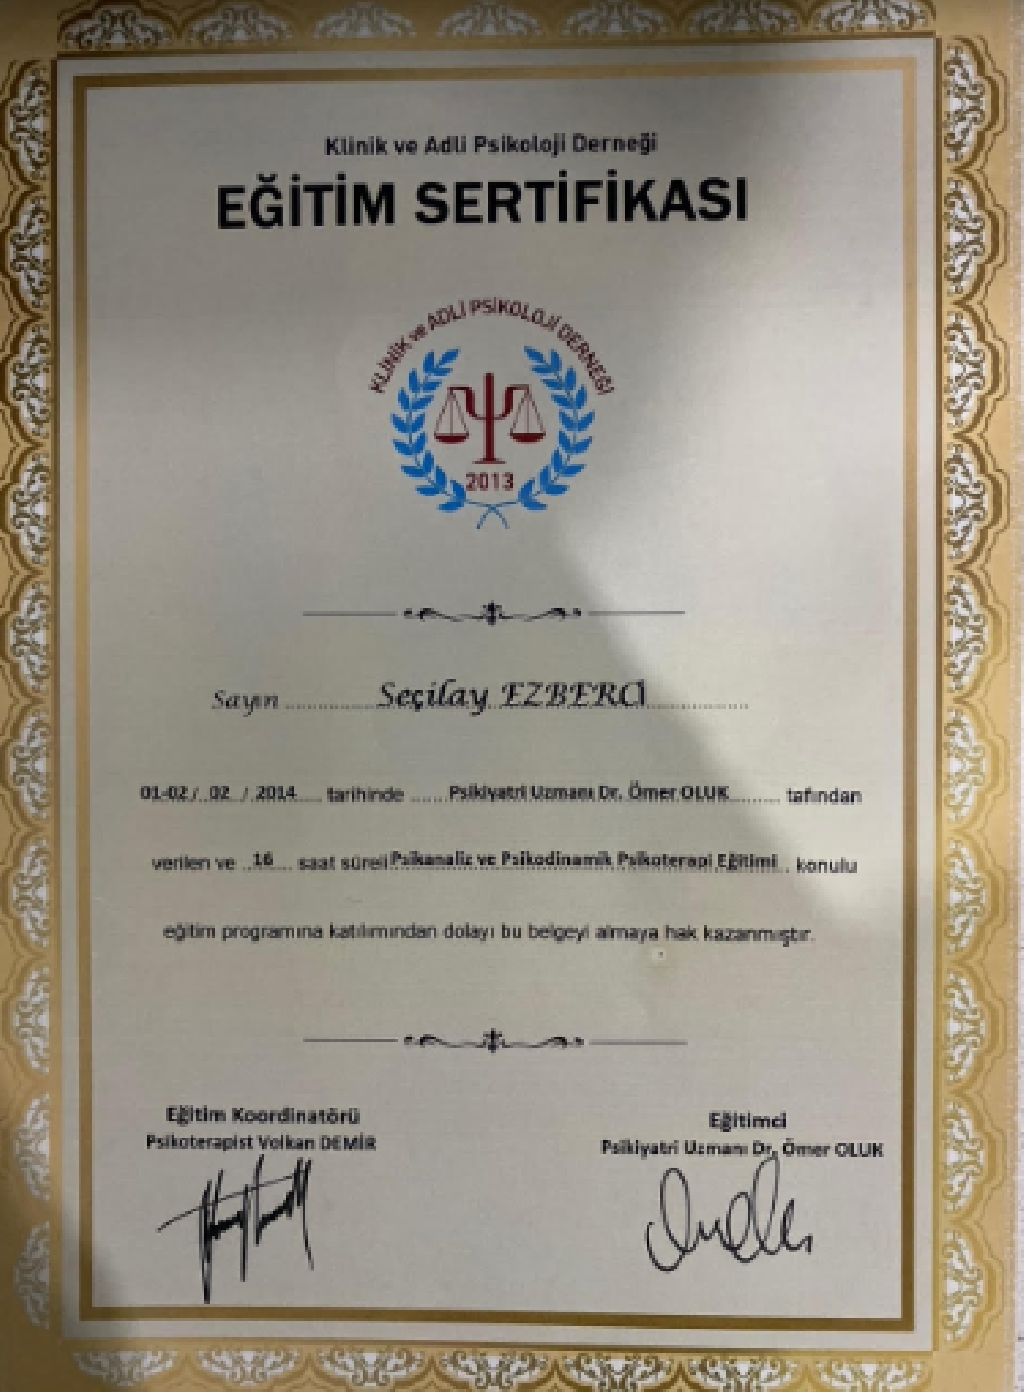 Klinik ve Adli Psikoloji Derneği
EĞİTİM SERTİFİKASI
KLİNİK ve ADLİ PSİKOLOJİ DERNEĞİ
2013
Sayın ................Seçilay EZBERCİ..................
01-02./..02 ../.2014.... tarihinde ......Psikiyatri Uzmanı Dr. Ömer OLUK......... tafından
verilen ve ..16.... saat süreli Psikanaliz ve Psikodinamik Psikoterapi Eğitimi.. konulu
eğitim programına katılımından dolayı bu belgeyi almaya hak kazanmıştır.
Eğitim Koordinatörü
Psikoterapist Volkan DEMİR
Eğitimci
Psikiyatri Uzmanı Dr. Ömer OLUK